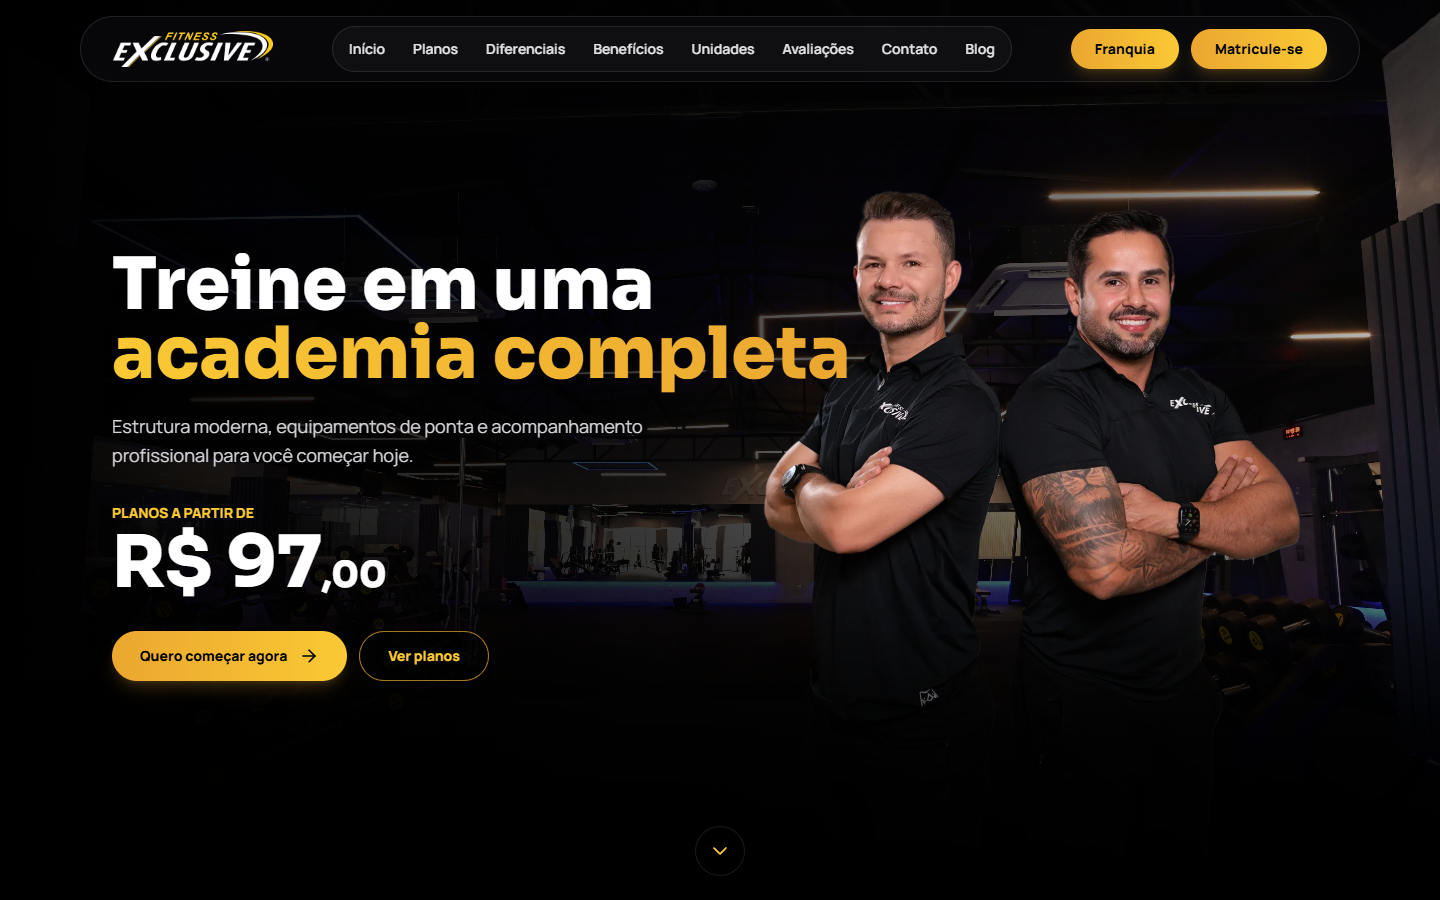 FITNESS
EXCLUSIVE
Início Planos Diferenciais Benefícios Unidades Avaliações Contato Blog
Franquia Matricule-se
Treine em uma
academia completa
Estrutura moderna, equipamentos de ponta e acompanhamento
profissional para você começar hoje.
PLANOS A PARTIR DE
R$ 97,00
Quero começar agora Ver planos